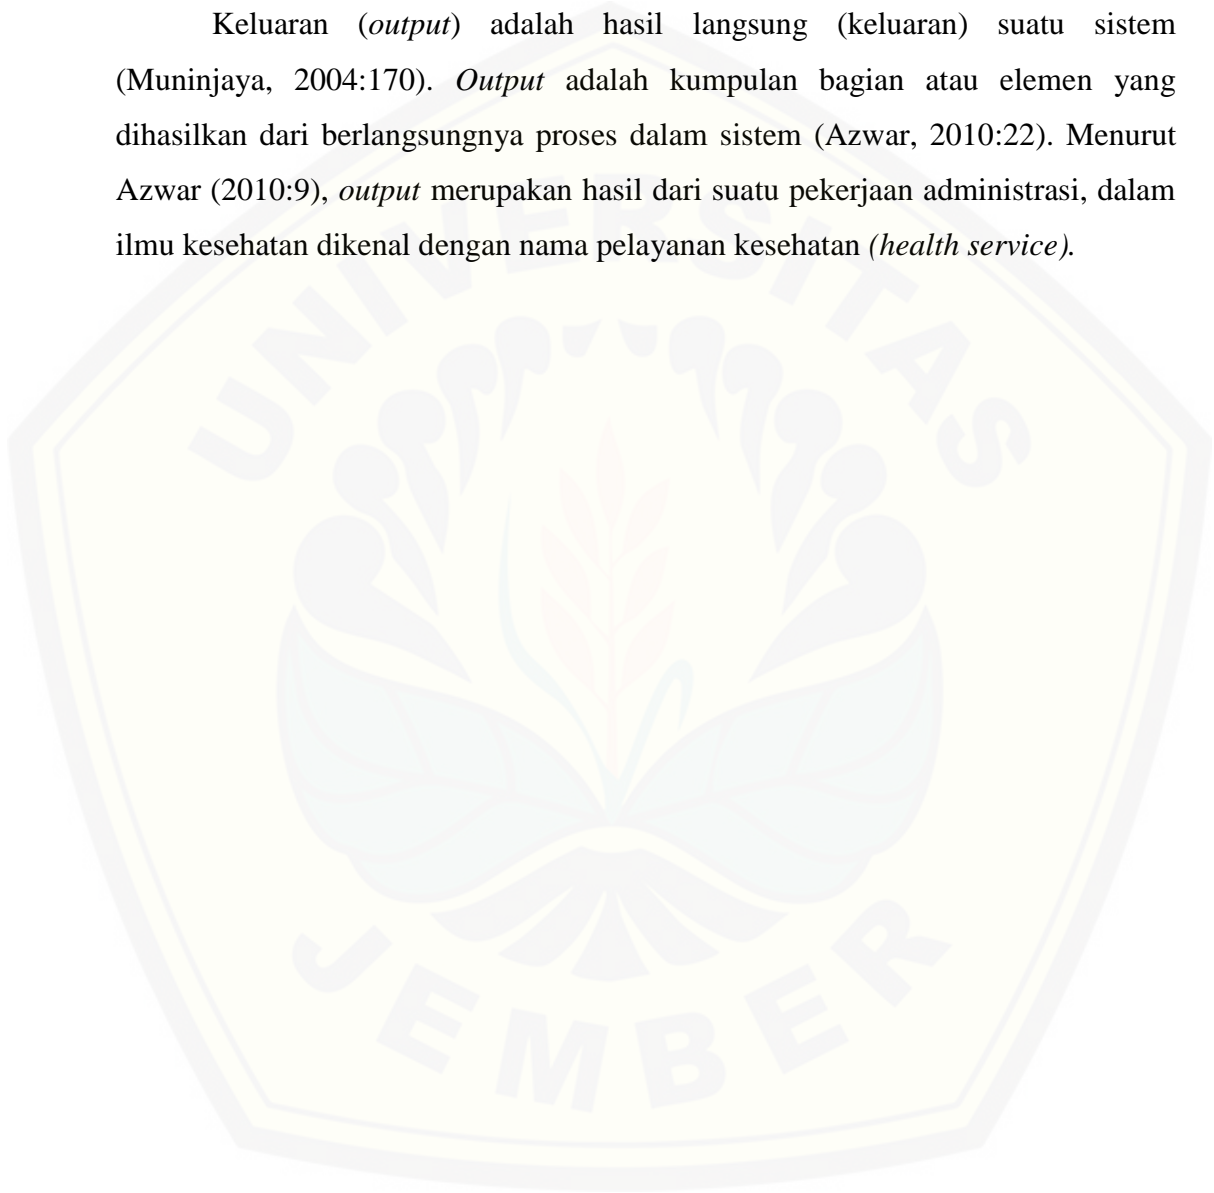 Keluaran (output) adalah hasil langsung (keluaran) suatu sistem
(Muninjaya, 2004:170). Output adalah kumpulan bagian atau elemen yang
dihasilkan dari berlangsungnya proses dalam sistem (Azwar, 2010:22). Menurut
Azwar (2010:9), output merupakan hasil dari suatu pekerjaan administrasi, dalam
ilmu kesehatan dikenal dengan nama pelayanan kesehatan (health service).
UNIVERSITAS
JEMBER